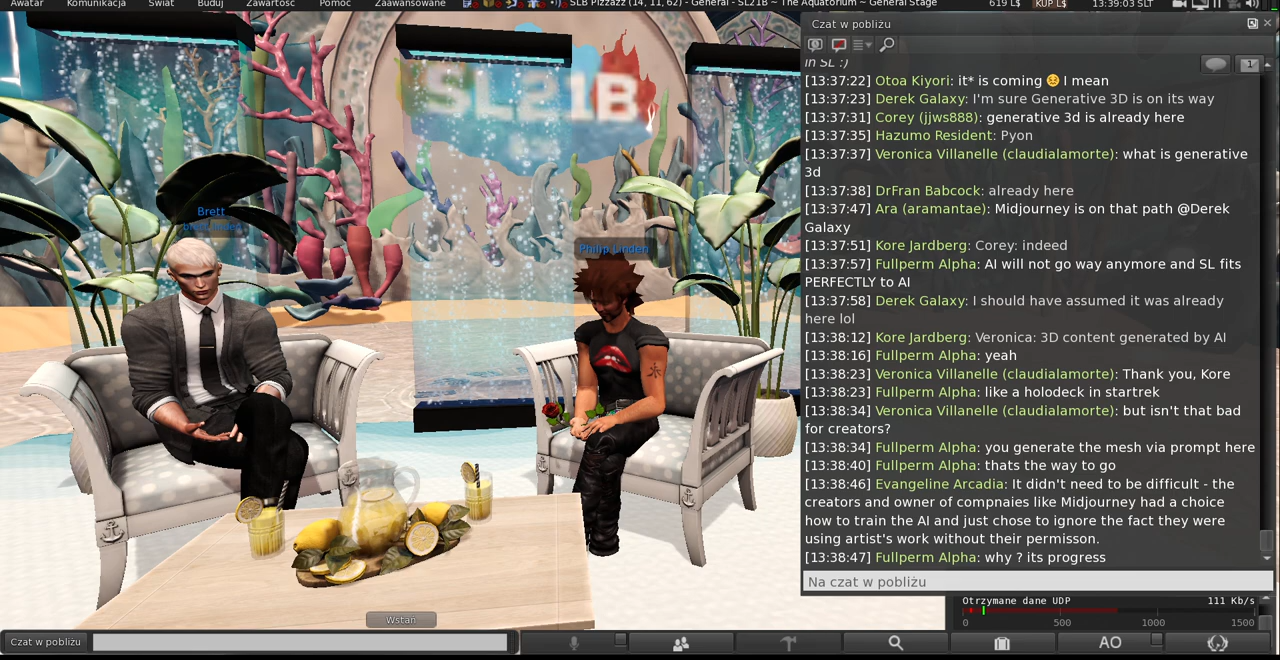 Awatar Komunikacja Świat Buduj Zawartość Pomoc Zaawansowane SLB Pizzazz (14, 11, 62) - General - SL21B ~ The Aquatorium ~ General Stage 619 L$ KUP L$ 13:39:03 SLT
Czat w pobliżu
in SL :)
[13:37:22] Otoa Kiyori: it* is coming 😣 I mean
[13:37:23] Derek Galaxy: I'm sure Generative 3D is on its way
[13:37:31] Corey (jjws888): generative 3d is already here
[13:37:35] Hazumo Resident: Pyon
[13:37:37] Veronica Villanelle (claudialamorte): what is generative
3d
[13:37:38] DrFran Babcock: already here
[13:37:47] Ara (aramantae): Midjourney is on that path @Derek
Galaxy
[13:37:51] Kore Jardberg: Corey: indeed
[13:37:57] Fullperm Alpha: AI will not go way anymore and SL fits
PERFECTLY to AI
[13:37:58] Derek Galaxy: I should have assumed it was already
here lol
[13:38:12] Kore Jardberg: Veronica: 3D content generated by AI
[13:38:16] Fullperm Alpha: yeah
[13:38:23] Veronica Villanelle (claudialamorte): Thank you, Kore
[13:38:23] Fullperm Alpha: like a holodeck in startrek
[13:38:34] Veronica Villanelle (claudialamorte): but isn't that bad
for creators?
[13:38:34] Fullperm Alpha: you generate the mesh via prompt here
[13:38:40] Fullperm Alpha: thats the way to go
[13:38:46] Evangeline Arcadia: It didn't need to be difficult - the
creators and owner of compnaies like Midjourney had a choice
how to train the AI and just chose to ignore the fact they were
using artist's work without their permisson.
[13:38:47] Fullperm Alpha: why ? its progress
Na czat w pobliżu
SL21B
Brett
brett.linden
Philip Linden
Wstań
Otrzymane dane UDP 111 Kb/s
0 500 1000 1500
Czat w pobliżu
AO
1